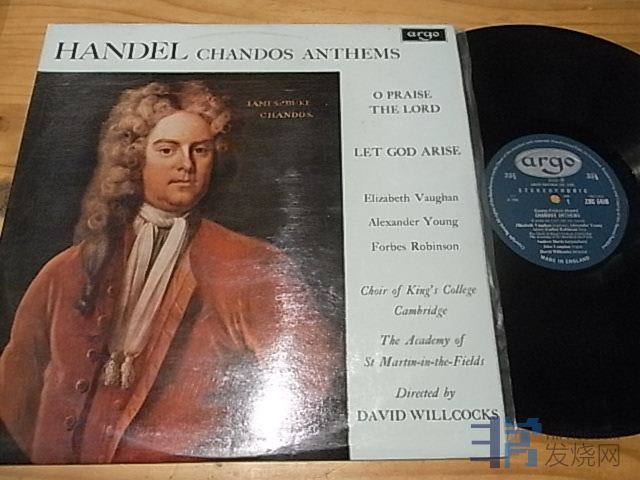 HANDEL CHANDOS ANTHEMS
argo
IAMES·DUKE
CHANDOS.
O PRAISE
THE LORD
LET GOD ARISE
Elizabeth Vaughan
Alexander Young
Forbes Robinson
Choir of King's College
Cambridge
The Academy of
St Martin-in-the-Fields
Directed by
DAVID WILLCOCKS
argo
STEREOPHONIC
1
CHANDOS ANTHEMS
MADE IN ENGLAND
发烧网